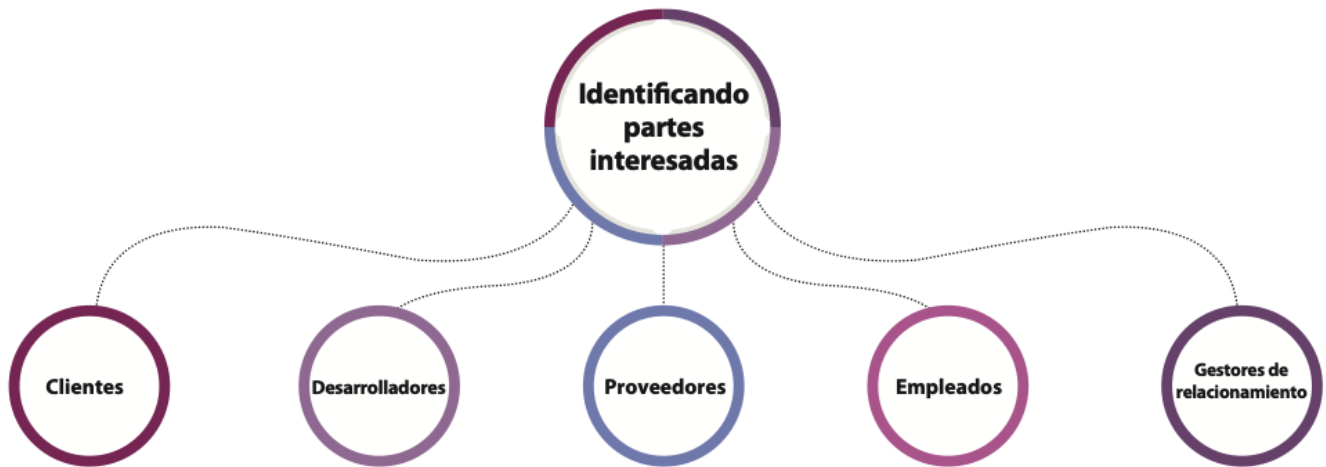 Identificando
partes
interesadas
Clientes
Desarrolladores
Proveedores
Empleados
Gestores de
relacionamiento